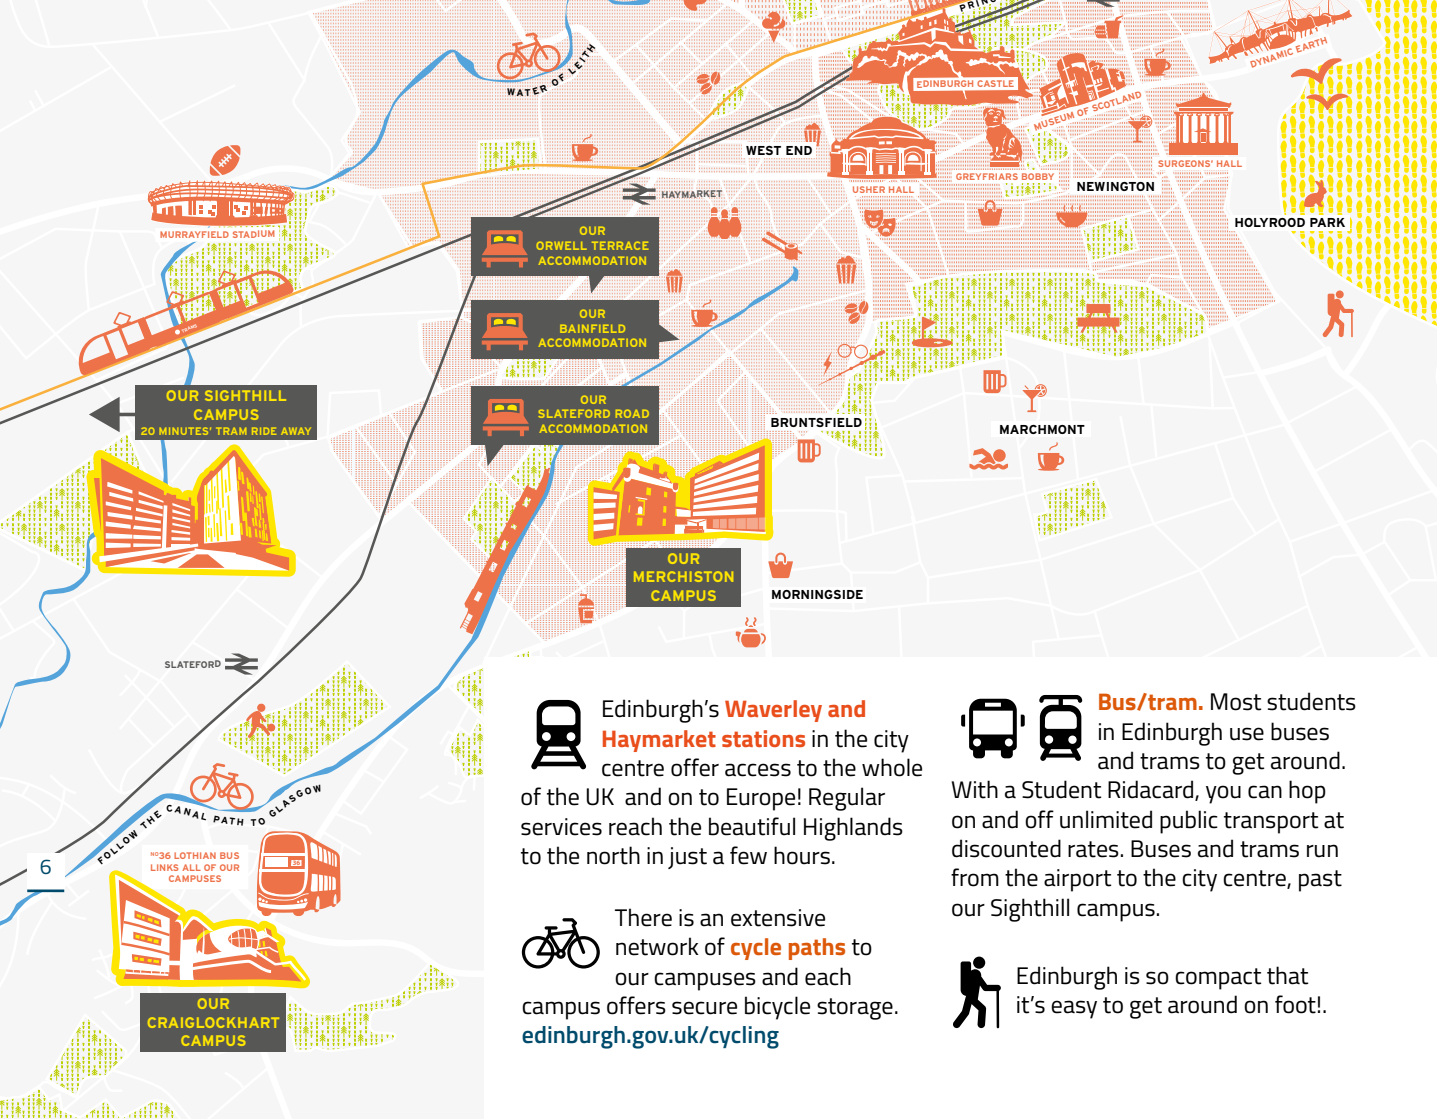 PRINC
WATER OF LEITH
EDINBURGH CASTLE
DYNAMIC EARTH
MUSEUM OF SCOTLAND
WEST END
USHER HALL
GREYFRIARS BOBBY
SURGEONS' HALL
NEWINGTON
HOLYROOD PARK
HAYMARKET
MURRAYFIELD STADIUM
TRAMS
OUR
ORWELL TERRACE
ACCOMMODATION
OUR
BAINFIELD
ACCOMMODATION
OUR
SLATEFORD ROAD
ACCOMMODATION
OUR SIGHTHILL
CAMPUS
20 MINUTES' TRAM RIDE AWAY
BRUNTSFIELD
MARCHMONT
OUR
MERCHISTON
CAMPUS
MORNINGSIDE
SLATEFORD
FOLLOW THE CANAL PATH TO GLASGOW
Nº36 LOTHIAN BUS
LINKS ALL OF OUR
CAMPUSES
36
6
OUR
CRAIGLOCKHART
CAMPUS
Edinburgh's Waverley and
Haymarket stations in the city
centre offer access to the whole
of the UK and on to Europe! Regular
services reach the beautiful Highlands
to the north in just a few hours.
There is an extensive
network of cycle paths to
our campuses and each
campus offers secure bicycle storage.
edinburgh.gov.uk/cycling
Bus/tram. Most students
in Edinburgh use buses
and trams to get around.
With a Student Ridacard, you can hop
on and off unlimited public transport at
discounted rates. Buses and trams run
from the airport to the city centre, past
our Sighthill campus.
Edinburgh is so compact that
it's easy to get around on foot!.